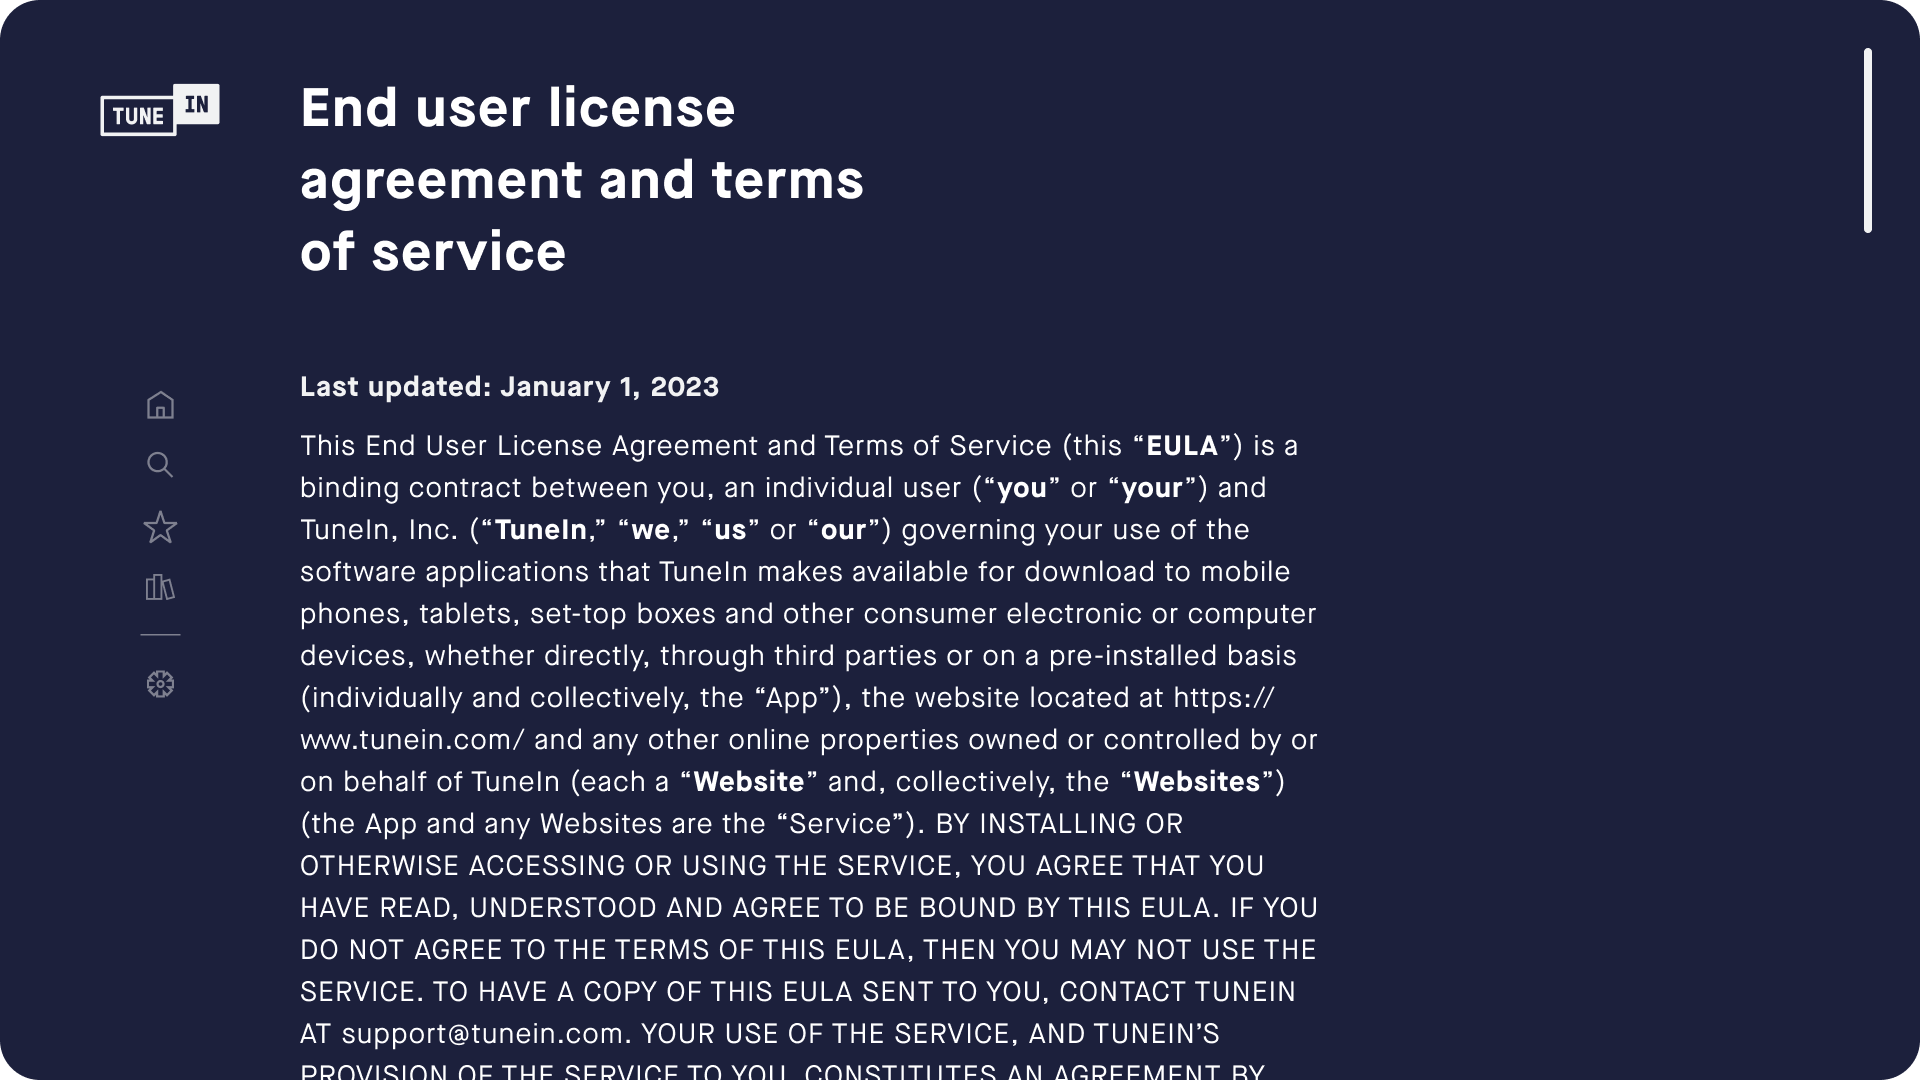 TUNE IN
End user license
agreement and terms
of service
Last updated: January 1, 2023
This End User License Agreement and Terms of Service (this “EULA”) is a
binding contract between you, an individual user (“you” or “your”) and
TuneIn, Inc. (“TuneIn,” “we,” “us” or “our”) governing your use of the
software applications that TuneIn makes available for download to mobile
phones, tablets, set-top boxes and other consumer electronic or computer
devices, whether directly, through third parties or on a pre-installed basis
(individually and collectively, the “App”), the website located at https://
www.tunein.com/ and any other online properties owned or controlled by or
on behalf of TuneIn (each a “Website” and, collectively, the “Websites”)
(the App and any Websites are the “Service”). BY INSTALLING OR
OTHERWISE ACCESSING OR USING THE SERVICE, YOU AGREE THAT YOU
HAVE READ, UNDERSTOOD AND AGREE TO BE BOUND BY THIS EULA. IF YOU
DO NOT AGREE TO THE TERMS OF THIS EULA, THEN YOU MAY NOT USE THE
SERVICE. TO HAVE A COPY OF THIS EULA SENT TO YOU, CONTACT TUNEIN
AT support@tunein.com. YOUR USE OF THE SERVICE, AND TUNEIN’S
PROVISION OF THE SERVICE TO YOU, CONSTITUTES AN AGREEMENT BY